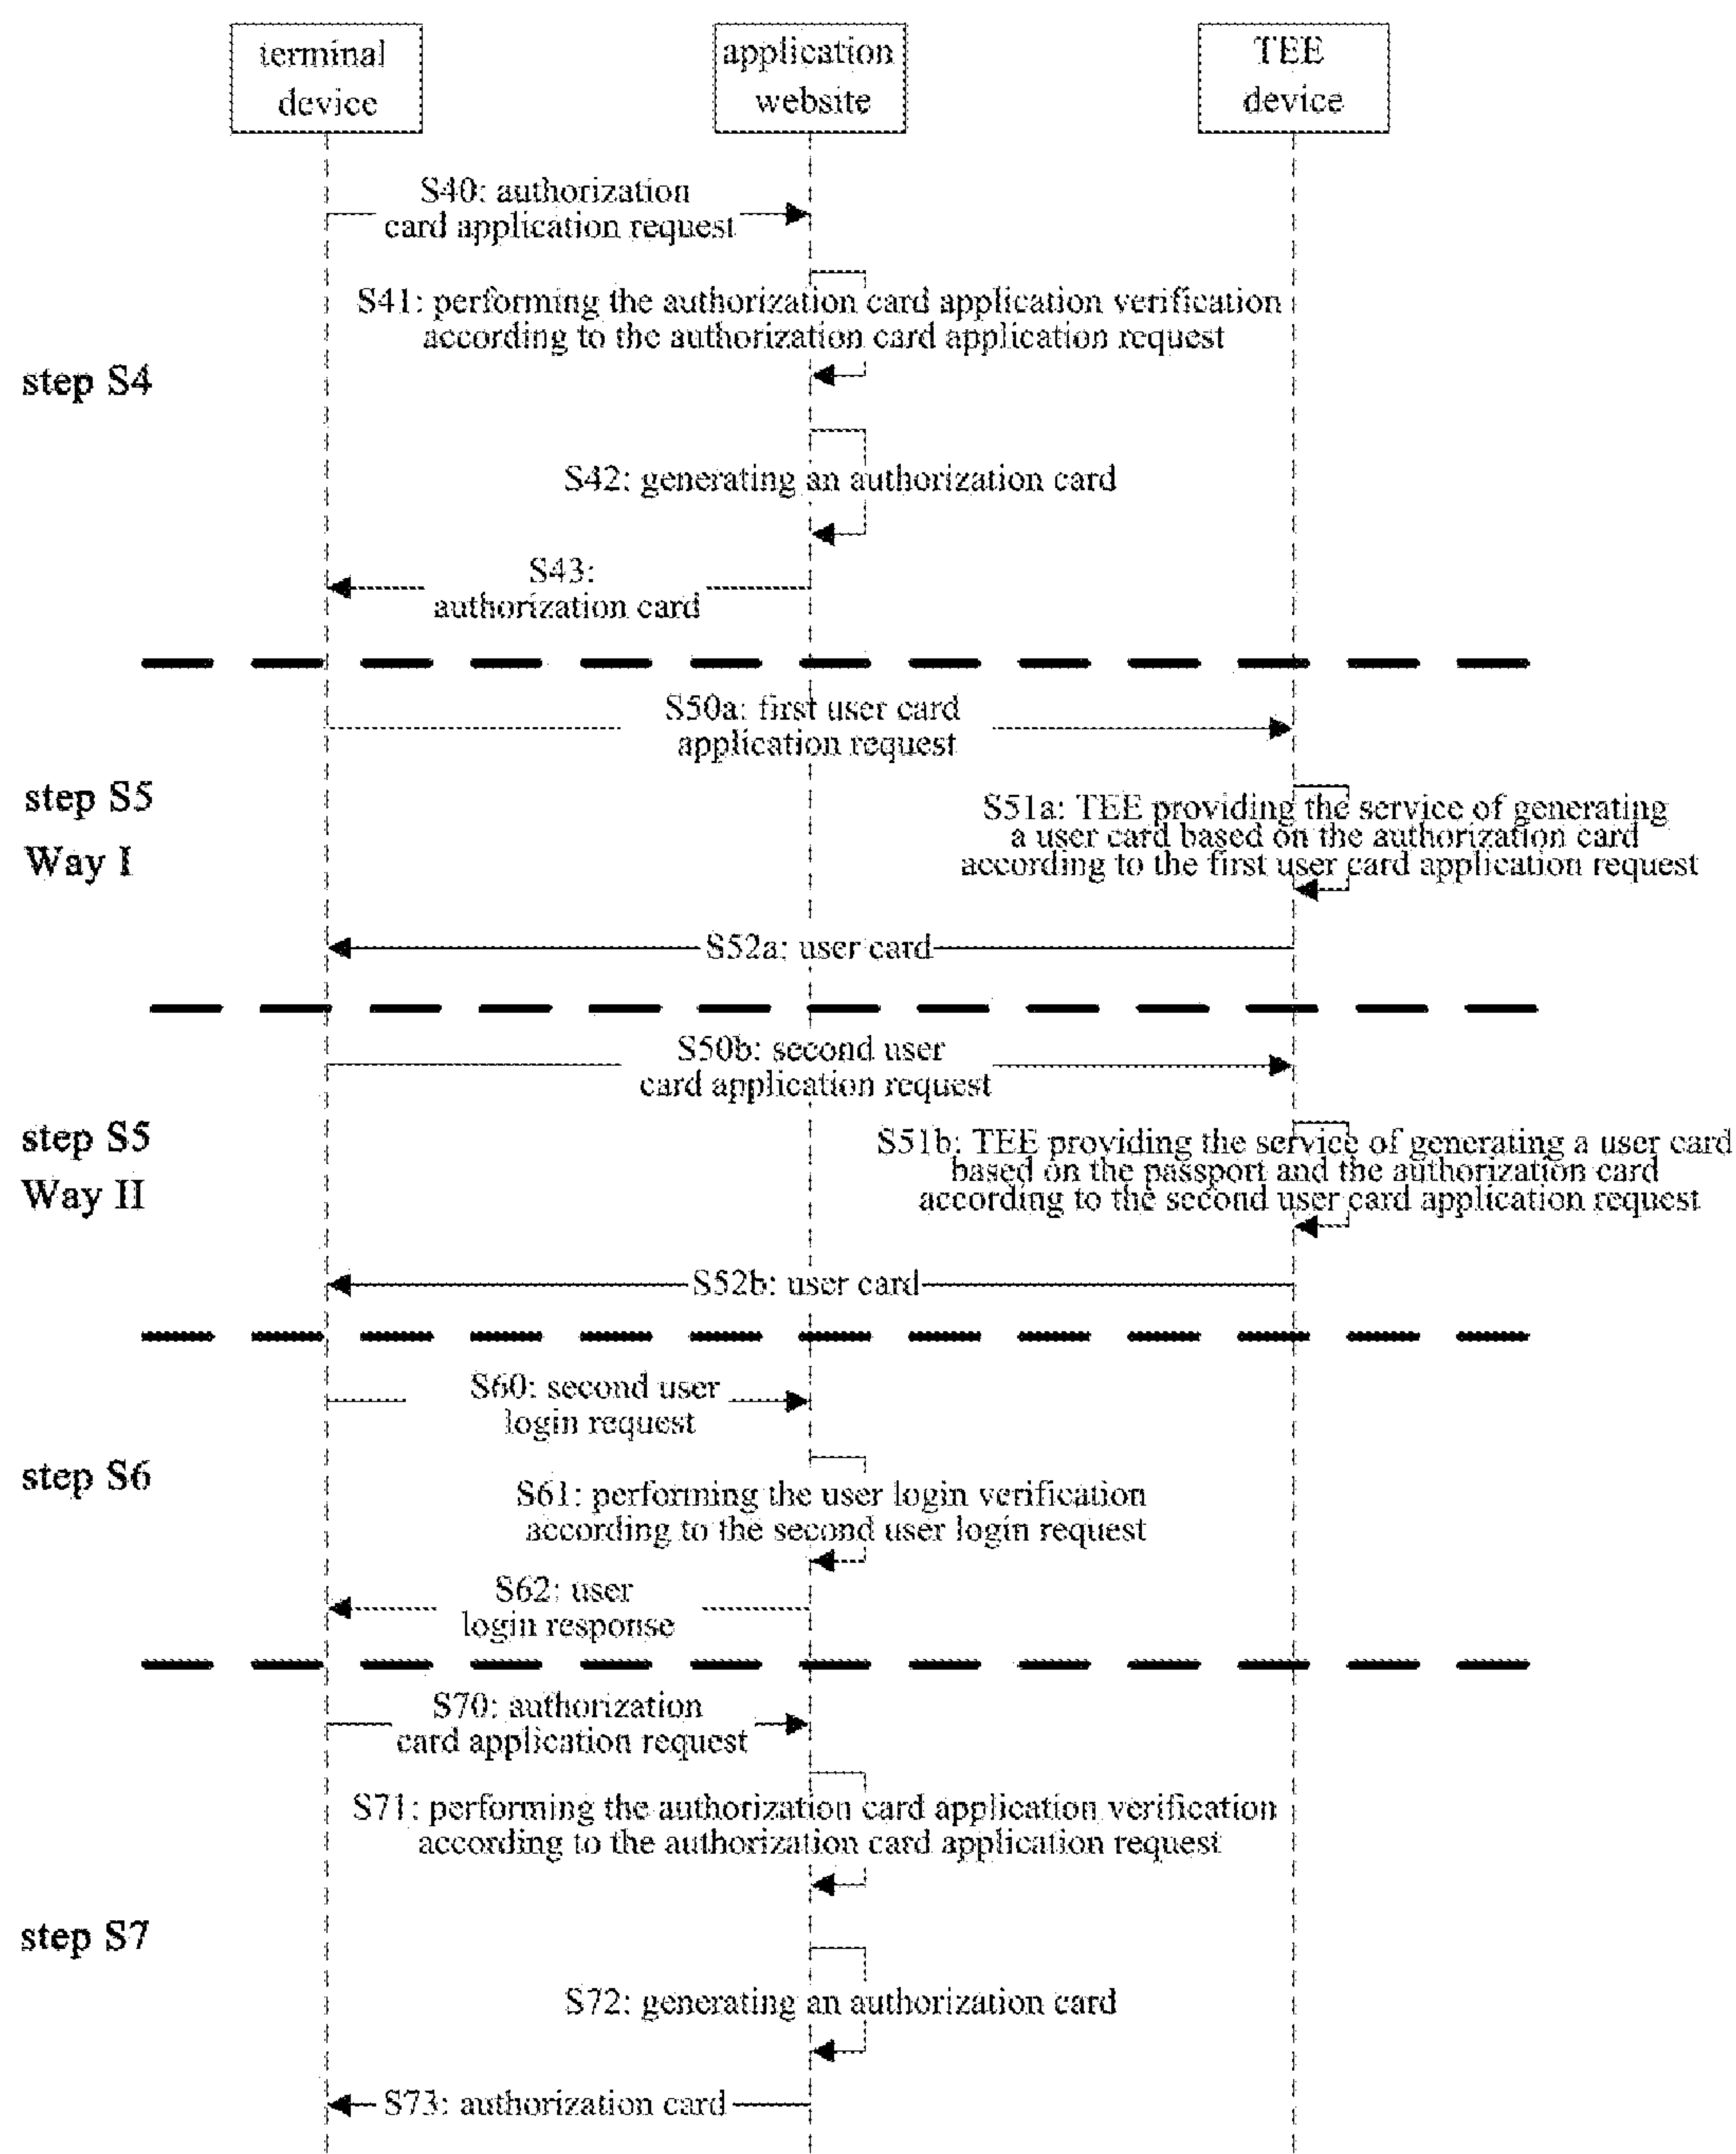 terminal
device
application
website
TEE
device
S40: authorization
card application request
S41: performing the authorization card application verification
according to the authorization card application request
step S4
S42: generating an authorization card
S43:
authorization card
S50a: first user card
application request
step S5
Way I
S51a: TEE providing the service of generating
a user card based on the authorization card
according to the first user card application request
S52a: user card
S50b: second user
card application request
step S5
Way II
S51b: TEE providing the service of generating a user card
based on the passport and the authorization card
according to the second user card application request
S52b: user card
S60: second user
login request
step S6
S61: performing the user login verification
according to the second user login request
S62: user
login response
S70: authorization
card application request
S71: performing the authorization card application verification
according to the authorization card application request
step S7
S72: generating an authorization card
S73: authorization card